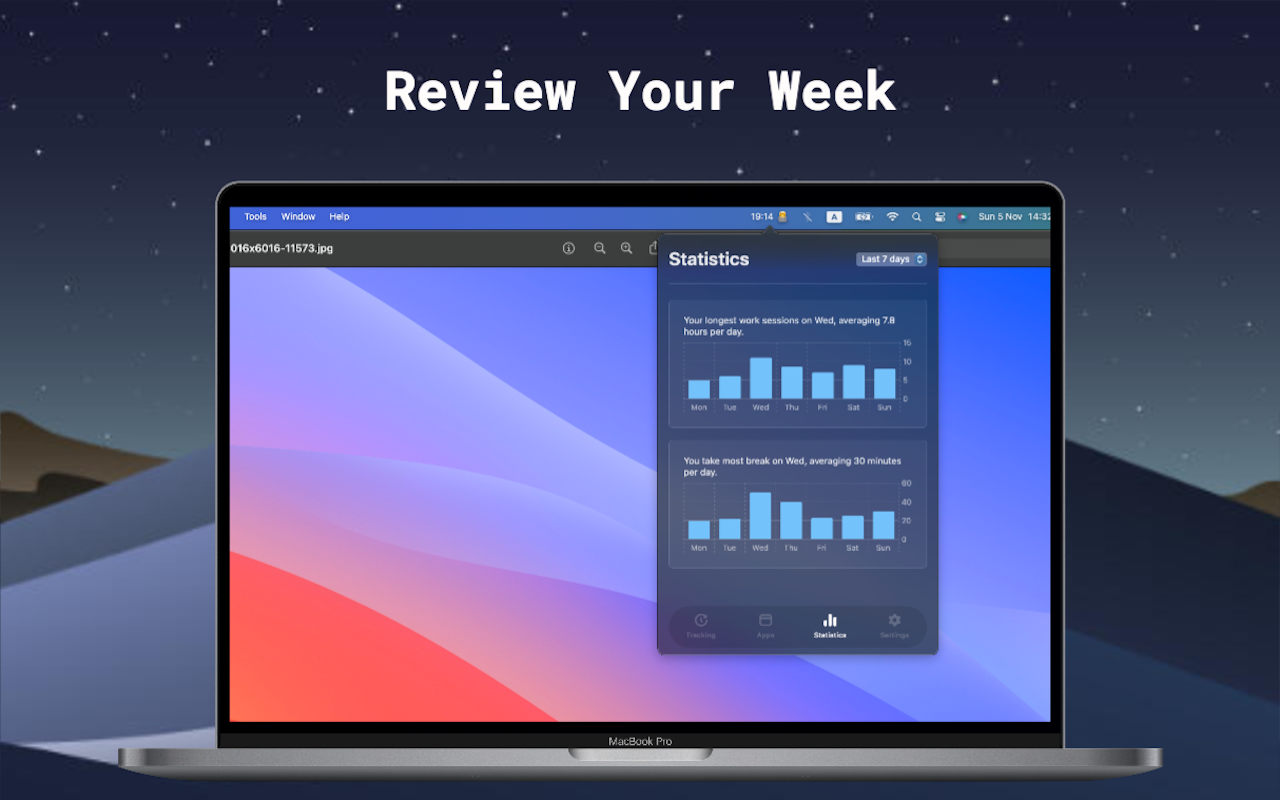 Review Your Week
Tools Window Help 19:14 A Sun 5 Nov 14:32
016x6016-11573.jpg
Statistics Last 7 days
Your longest work sessions on Wed, averaging 7.8
hours per day.
15
10
5
0
Mon Tue Wed Thu Fri Sat Sun
You take most break on Wed, averaging 30 minutes
per day.
60
40
20
0
Mon Tue Wed Thu Fri Sat Sun
Tracking Apps Statistics Settings
MacBook Pro